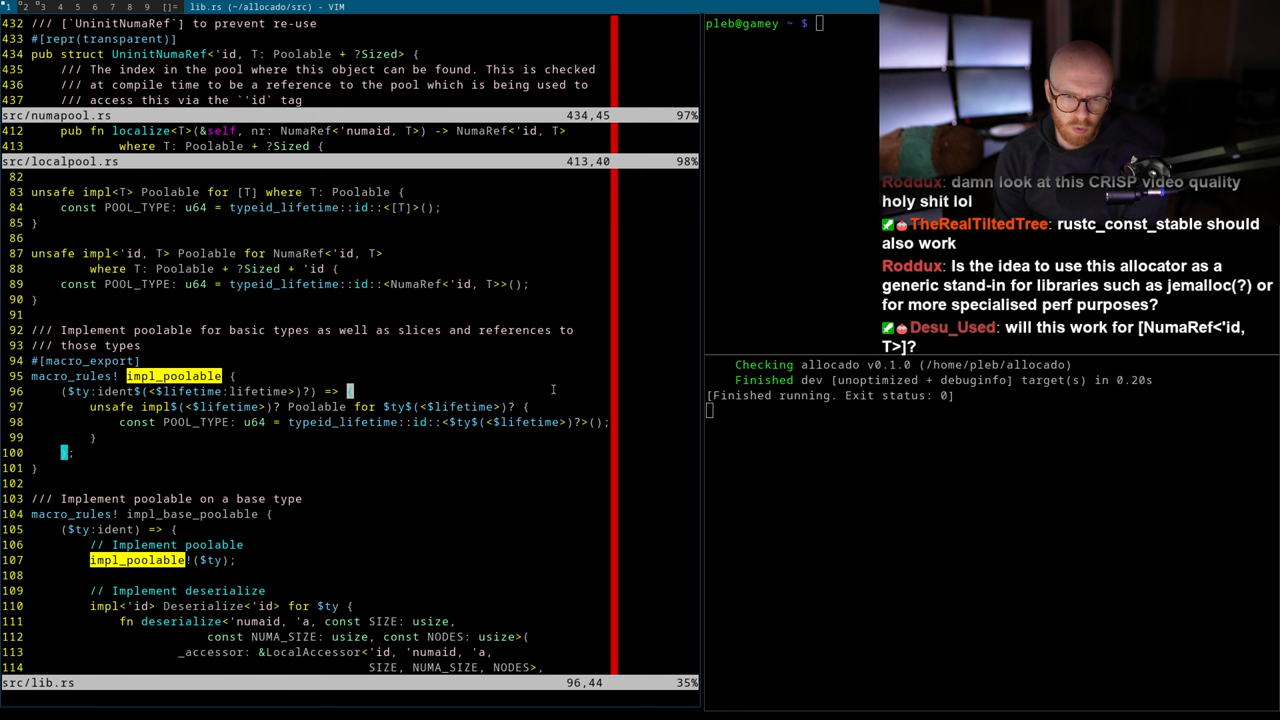 1 2 3 4 5 6 7 8 9 []= lib.rs (~/allocado/src) - VIM
432 /// [`UninitNumaRef`] to prevent re-use
433 #[repr(transparent)]
434 pub struct UninitNumaRef<'id, T: Poolable + ?Sized> {
435     /// The index in the pool where this object can be found. This is checked
436     /// at compile time to be a reference to the pool which is being used to
437     /// access this via the `'id` tag
src/numapool.rs 434,45 97%
412     pub fn localize<T>(&self, nr: NumaRef<'numaid, T>) -> NumaRef<'id, T>
413             where T: Poolable + ?Sized {
src/localpool.rs 413,40 98%
82
83 unsafe impl<T> Poolable for [T] where T: Poolable {
84     const POOL_TYPE: u64 = typeid_lifetime::id::<[T]>();
85 }
86
87 unsafe impl<'id, T> Poolable for NumaRef<'id, T>
88         where T: Poolable + ?Sized + 'id {
89     const POOL_TYPE: u64 = typeid_lifetime::id::<NumaRef<'id, T>>();
90 }
91
92 /// Implement poolable for basic types as well as slices and references to
93 /// those types
94 #[macro_export]
95 macro_rules! impl_poolable {
96     ($ty:ident$(<$lifetime:lifetime>)?) => {
97         unsafe impl$(<$lifetime>)? Poolable for $ty$(<$lifetime>)? {
98             const POOL_TYPE: u64 = typeid_lifetime::id::<$ty$(<$lifetime>)?>();
99         }
100     };
101 }
102
103 /// Implement poolable on a base type
104 macro_rules! impl_base_poolable {
105     ($ty:ident) => {
106         // Implement poolable
107         impl_poolable!($ty);
108
109         // Implement deserialize
110         impl<'id> Deserialize<'id> for $ty {
111             fn deserialize<'numaid, 'a, const SIZE: usize,
112                         const NUMA_SIZE: usize, const NODES: usize>(
113                     _accessor: &LocalAccessor<'id, 'numaid, 'a,
114                                               SIZE, NUMA_SIZE, NODES>,
src/lib.rs 96,44 35%
pleb@gamey ~ $
Roddux: damn look at this CRISP video quality
holy shit lol
TheRealTiltedTree: rustc_const_stable should
also work
Roddux: Is the idea to use this allocator as a
generic stand-in for libraries such as jemalloc(?) or
for more specialised perf purposes?
Desu_Used: will this work for [NumaRef<'id,
T>]?
Checking allocado v0.1.0 (/home/pleb/allocado)
Finished dev [unoptimized + debuginfo] target(s) in 0.20s
[Finished running. Exit status: 0]